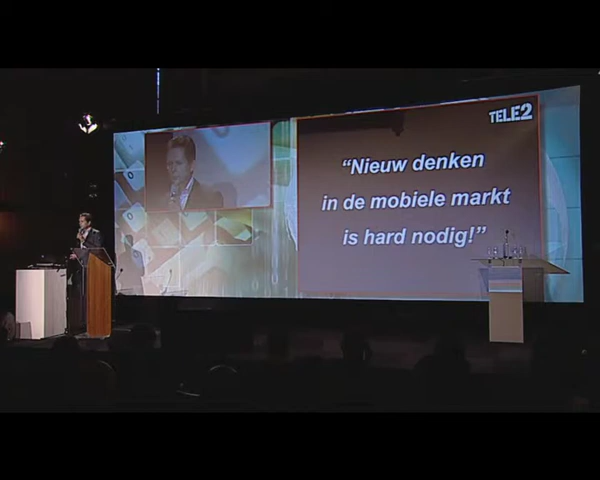 TELE2
“Nieuw denken
in de mobiele markt
is hard nodig!”